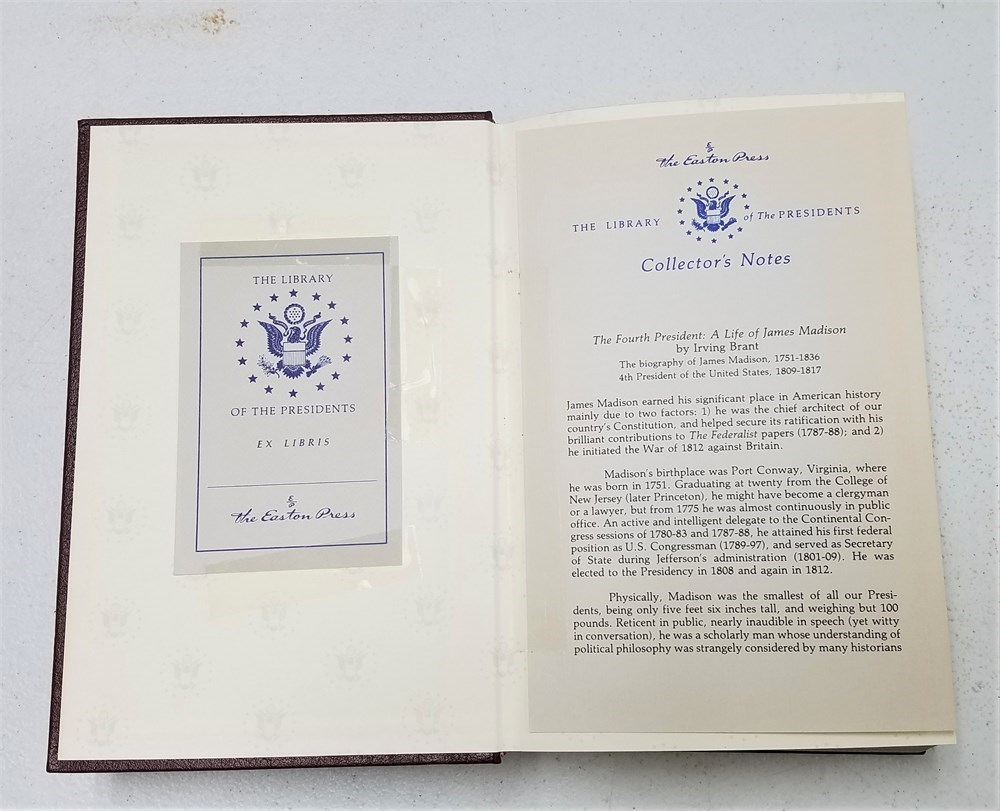 THE LIBRARY
OF THE PRESIDENTS
EX LIBRIS
The Easton Press
The Easton Press
THE LIBRARY of The PRESIDENTS
Collector's Notes
The Fourth President: A Life of James Madison
by Irving Brant
The biography of James Madison, 1751-1836
4th President of the United States, 1809-1817
James Madison earned his significant place in American history
mainly due to two factors: 1) he was the chief architect of our
country's Constitution, and helped secure its ratification with his
brilliant contributions to The Federalist papers (1787-88); and 2)
he initiated the War of 1812 against Britain.
Madison's birthplace was Port Conway, Virginia, where
he was born in 1751. Graduating at twenty from the College of
New Jersey (later Princeton), he might have become a clergyman
or a lawyer, but from 1775 he was almost continuously in public
office. An active and intelligent delegate to the Continental Con-
gress sessions of 1780-83 and 1787-88, he attained his first federal
position as U.S. Congressman (1789-97), and served as Secretary
of State during Jefferson's administration (1801-09). He was
elected to the Presidency in 1808 and again in 1812.
Physically, Madison was the smallest of all our Presi-
dents, being only five feet six inches tall, and weighing but 100
pounds. Reticent in public, nearly inaudible in speech (yet witty
in conversation), he was a scholarly man whose understanding of
political philosophy was strangely considered by many historians